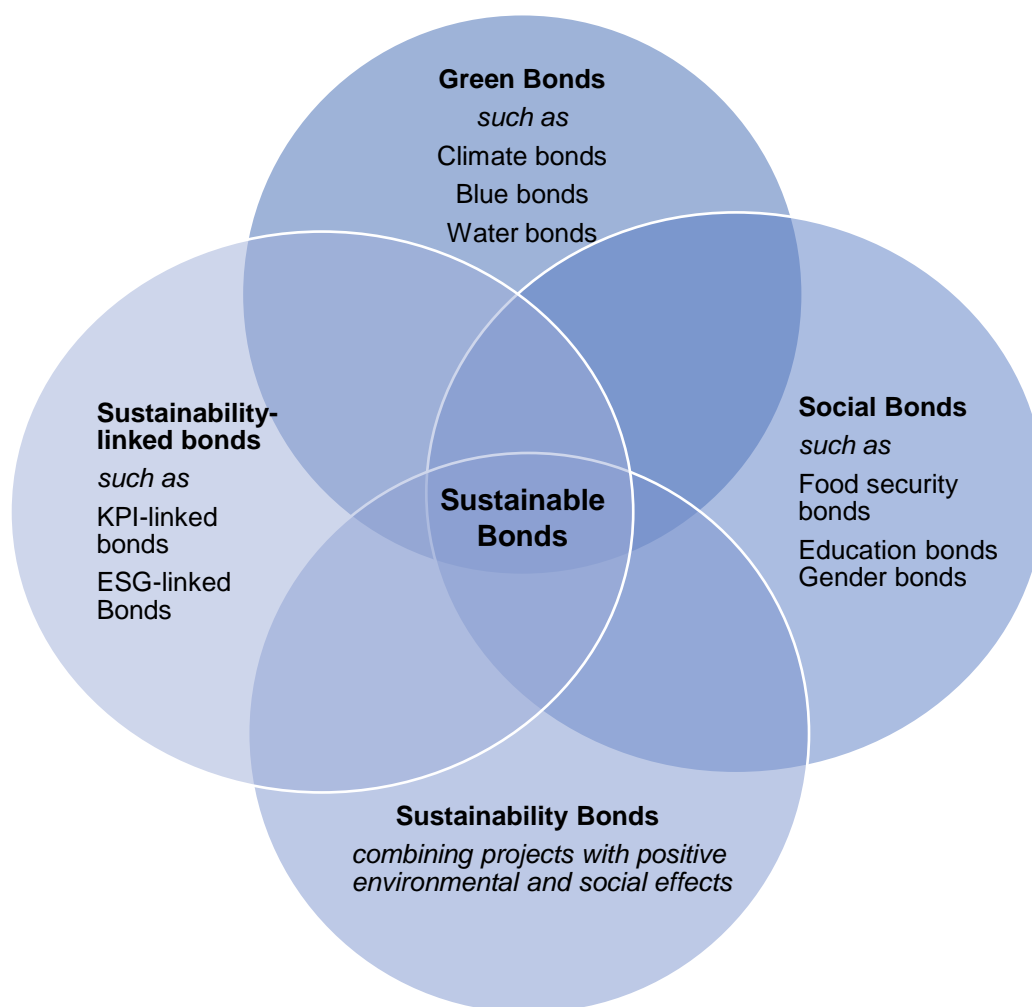 Green Bonds
such as
Climate bonds
Blue bonds
Water bonds
Sustainability-
linked bonds
such as
KPI-linked
bonds
ESG-linked
Bonds
Sustainable
Bonds
Social Bonds
such as
Food security
bonds
Education bonds
Gender bonds
Sustainability Bonds
combining projects with positive
environmental and social effects